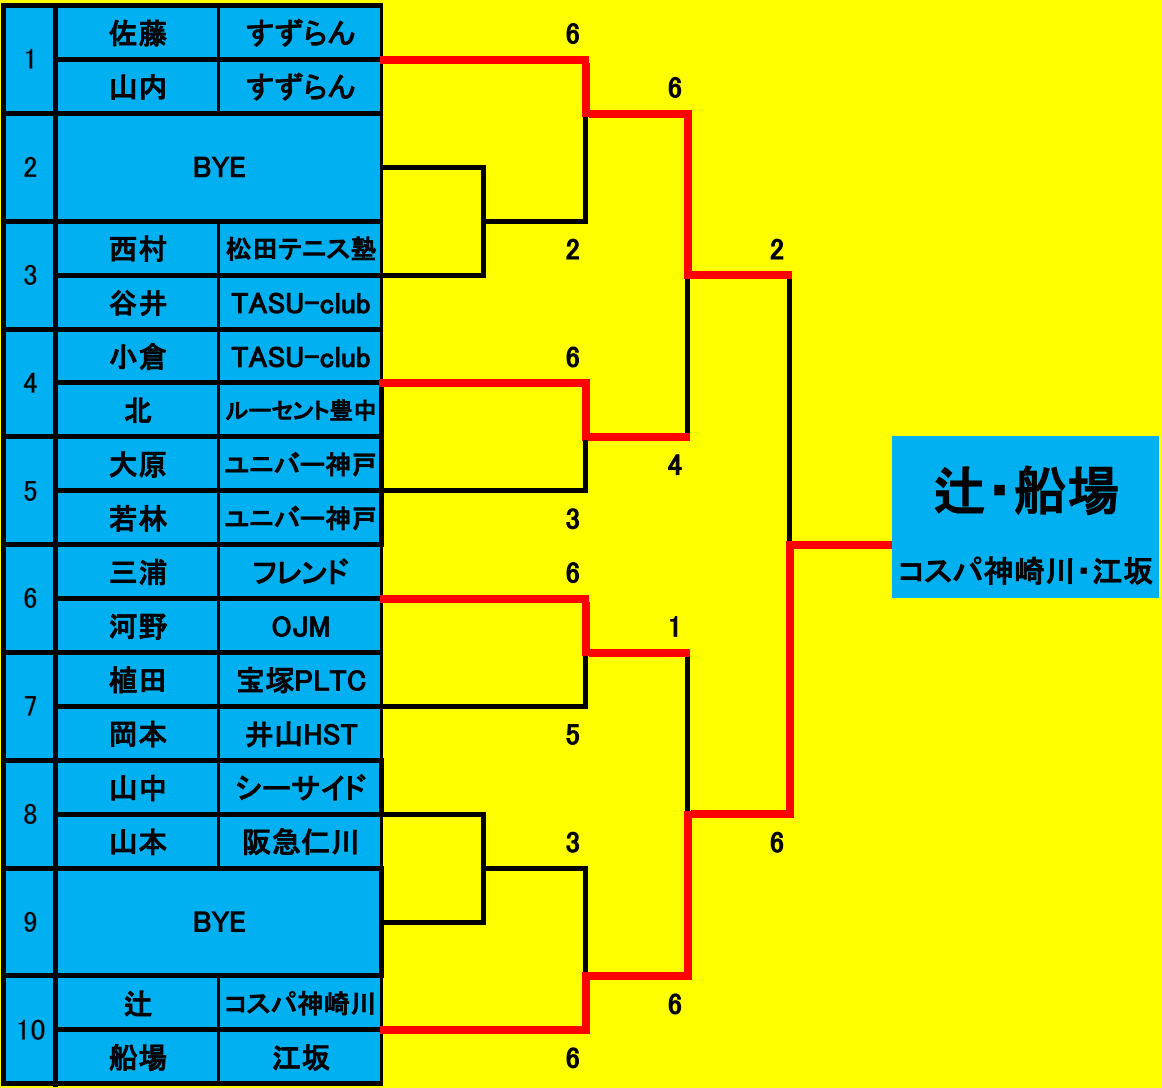 1
佐藤 すずらん
山内 すずらん
2
BYE
3
西村 松田テニス塾
谷井 TASU-club
4
小倉 TASU-club
北 ルーセント豊中
5
大原 ユニバー神戸
若林 ユニバー神戸
6
三浦 フレンド
河野 OJM
7
植田 宝塚PLTC
岡本 井山HST
8
山中 シーサイド
山本 阪急仁川
9
BYE
10
辻 コスパ神崎川
船場 江坂
6
2
6
3
6
5
3
6
6
4
1
6
2
6
辻・船場
コスパ神崎川・江坂